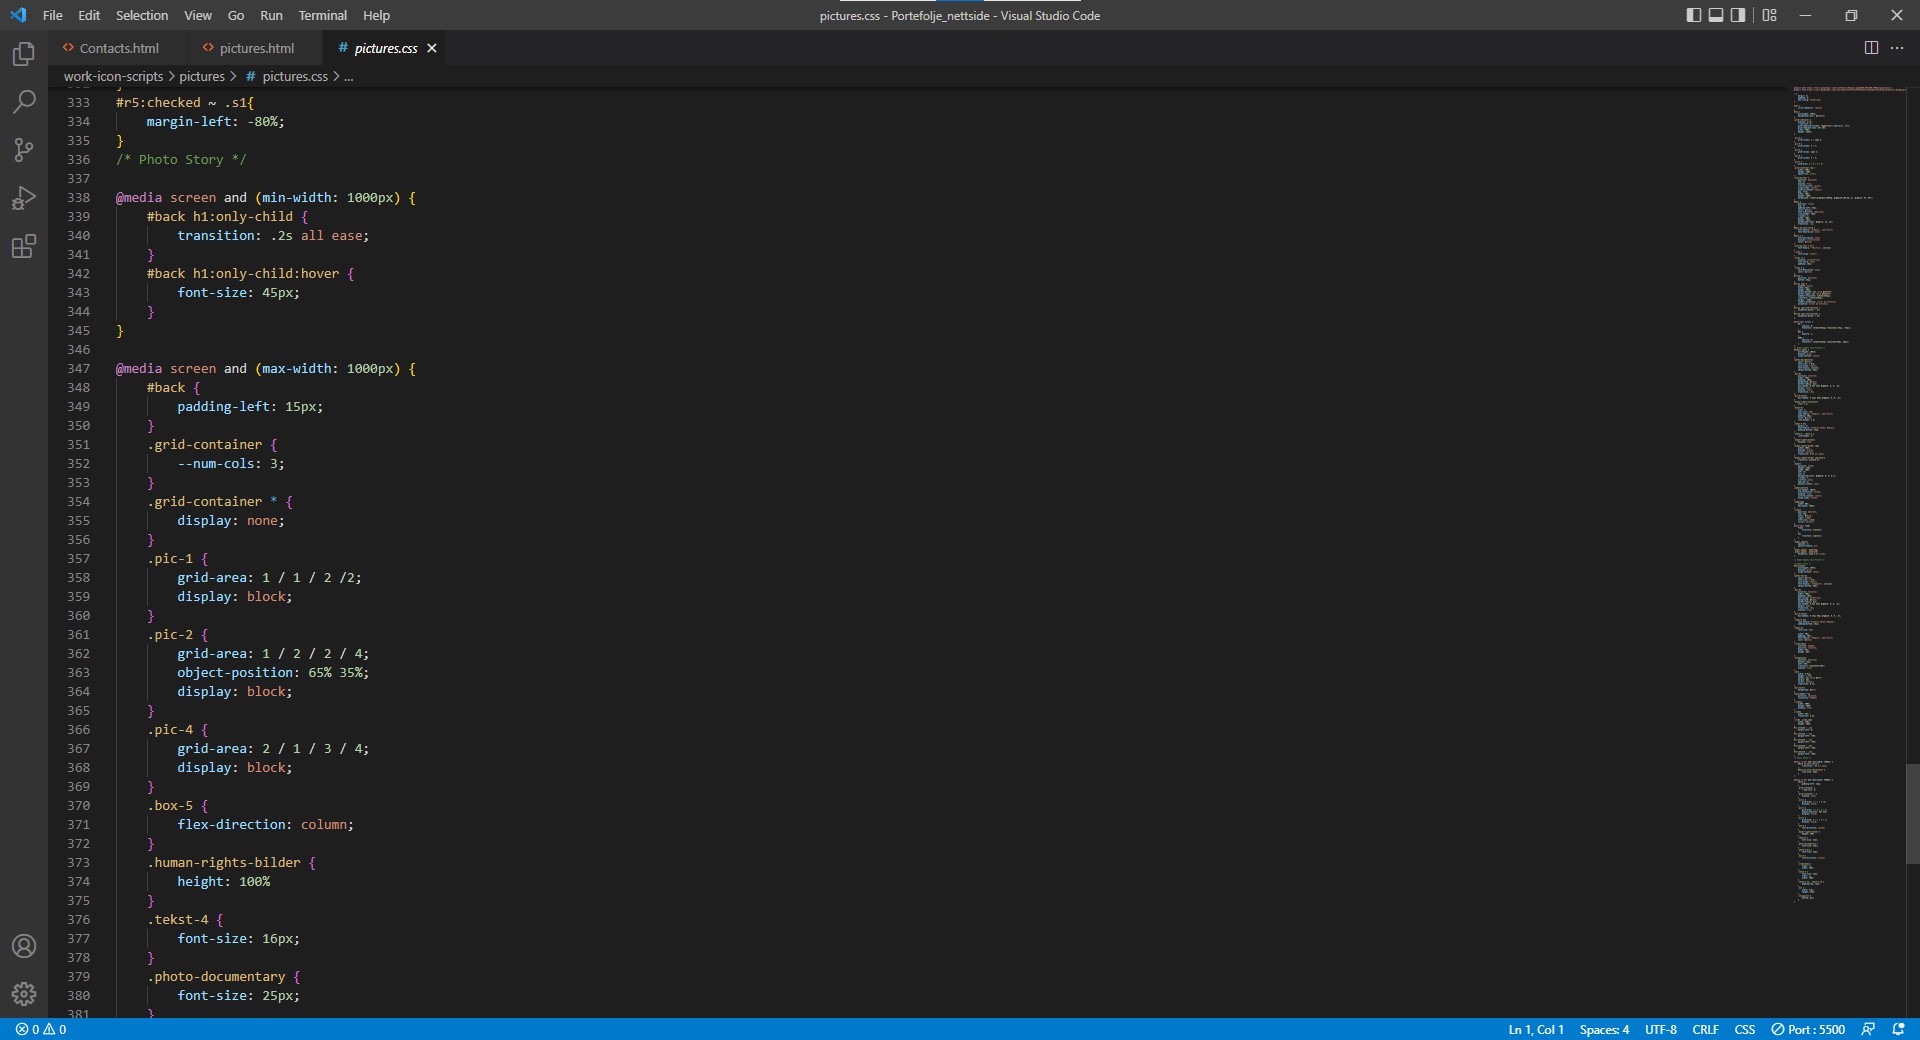 File Edit Selection View Go Run Terminal Help
pictures.css - Portefolje_nettside - Visual Studio Code
Contacts.html pictures.html # pictures.css
work-icon-scripts > pictures > # pictures.css > ...
333 #r5:checked ~ .s1{
334 margin-left: -80%;
335 }
336 /* Photo Story */
337
338 @media screen and (min-width: 1000px) {
339 #back h1:only-child {
340 transition: .2s all ease;
341 }
342 #back h1:only-child:hover {
343 font-size: 45px;
344 }
345 }
346
347 @media screen and (max-width: 1000px) {
348 #back {
349 padding-left: 15px;
350 }
351 .grid-container {
352 --num-cols: 3;
353 }
354 .grid-container * {
355 display: none;
356 }
357 .pic-1 {
358 grid-area: 1 / 1 / 2 /2;
359 display: block;
360 }
361 .pic-2 {
362 grid-area: 1 / 2 / 2 / 4;
363 object-position: 65% 35%;
364 display: block;
365 }
366 .pic-4 {
367 grid-area: 2 / 1 / 3 / 4;
368 display: block;
369 }
370 .box-5 {
371 flex-direction: column;
372 }
373 .human-rights-bilder {
374 height: 100%
375 }
376 .tekst-4 {
377 font-size: 16px;
378 }
379 .photo-documentary {
380 font-size: 25px;
381 }
0 0 Ln 1, Col 1 Spaces: 4 UTF-8 CRLF CSS Port : 5500